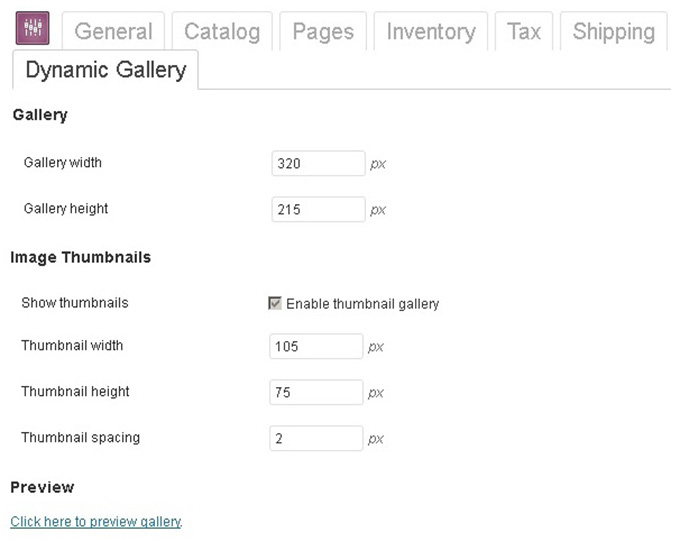 General Catalog Pages Inventory Tax Shipping
Dynamic Gallery
Gallery
Gallery width 320 px
Gallery height 215 px
Image Thumbnails
Show thumbnails Enable thumbnail gallery
Thumbnail width 105 px
Thumbnail height 75 px
Thumbnail spacing 2 px
Preview
Click here to preview gallery.